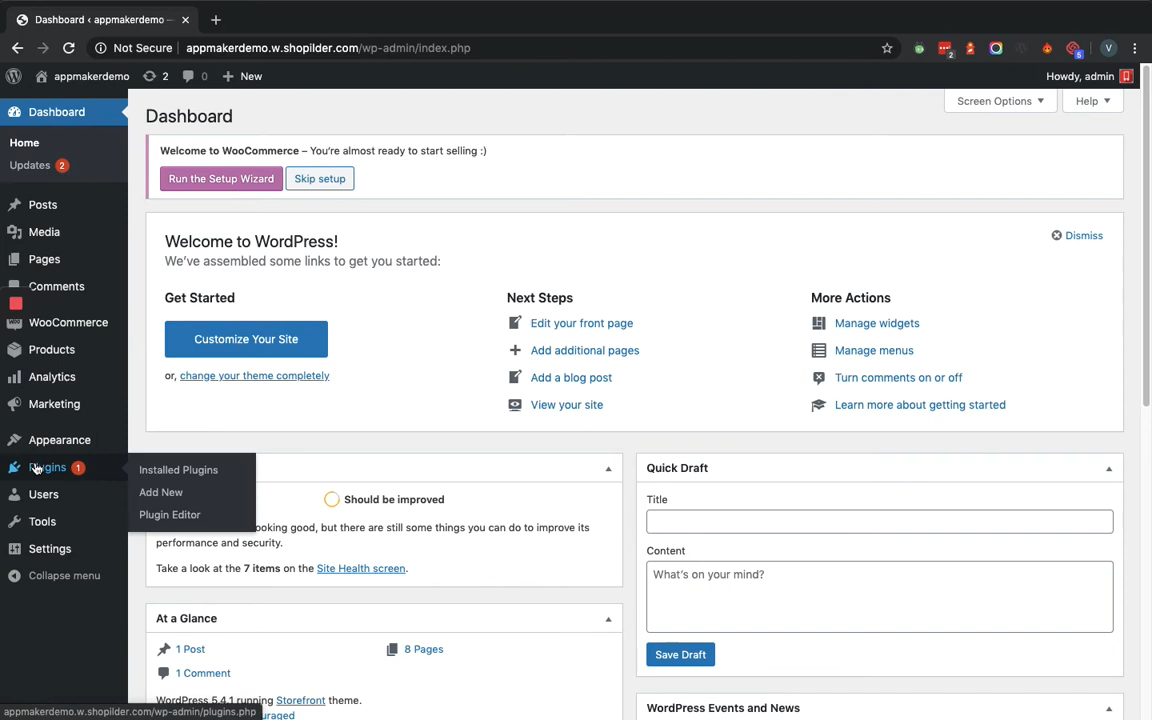 Dashboard ‹ appmakerdemo –
Not Secure appmakerdemo.w.shopilder.com/wp-admin/index.php
2
5
V
appmakerdemo 2 0 New
Howdy, admin
Dashboard
Home
Updates 2
Posts
Media
Pages
Comments
WooCommerce
Products
Analytics
Marketing
Appearance
Plugins 1
Users
Tools
Settings
Collapse menu
Installed Plugins
Add New
Plugin Editor
Screen Options
Help
Dashboard
Welcome to WooCommerce – You're almost ready to start selling :)
Run the Setup Wizard
Skip setup
Welcome to WordPress!
We've assembled some links to get you started:
Dismiss
Get Started
Customize Your Site
or, change your theme completely
Next Steps
Edit your front page
Add additional pages
Add a blog post
View your site
More Actions
Manage widgets
Manage menus
Turn comments on or off
Learn more about getting started
Should be improved
ooking good, but there are still some things you can do to improve its
performance and security.
Take a look at the 7 items on the Site Health screen.
At a Glance
1 Post
8 Pages
1 Comment
WordPress 5.4.1 running Storefront theme.
uraged
Quick Draft
Title
Content
What's on your mind?
Save Draft
WordPress Events and News
appmakerdemo.w.shopilder.com/wp-admin/plugins.php